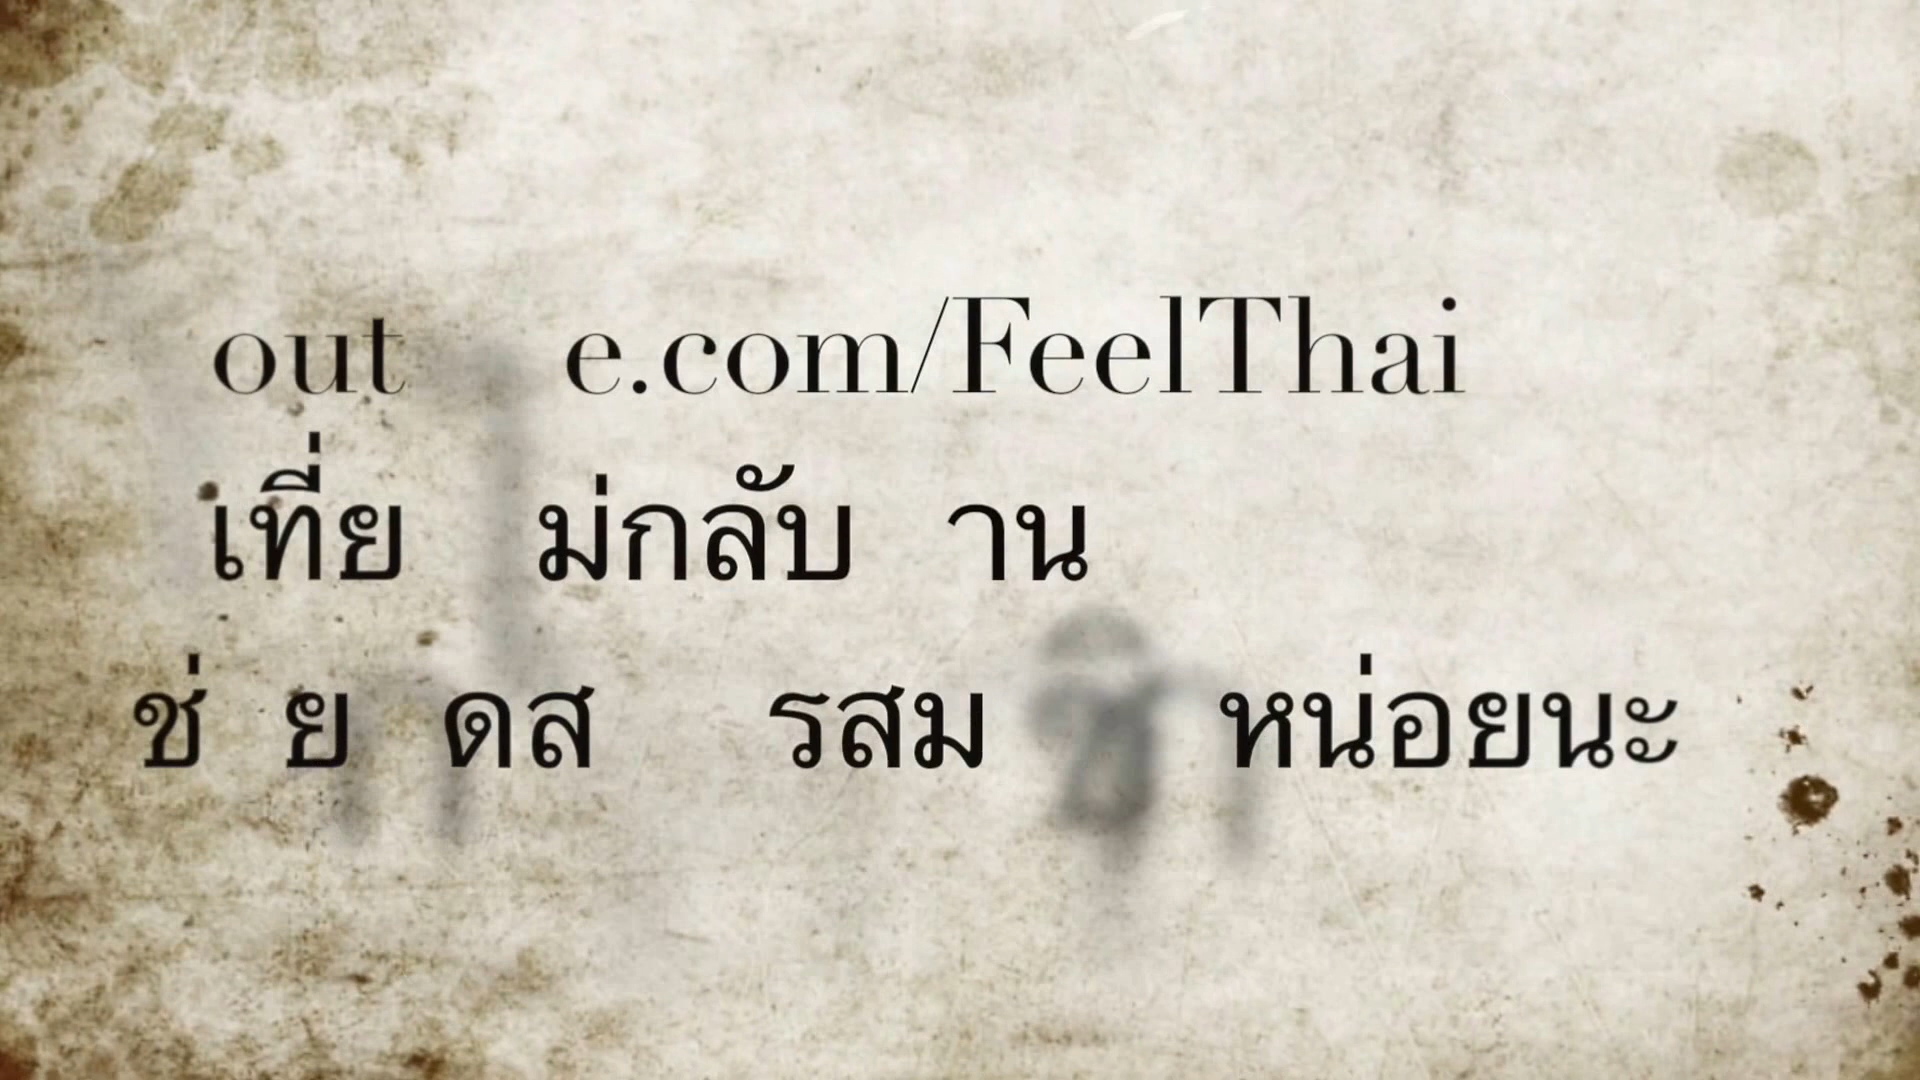 out e.com/FeelThai
เที่ย ม่กลับ าน
ช่ ย ดส รสม หน่อยนะ